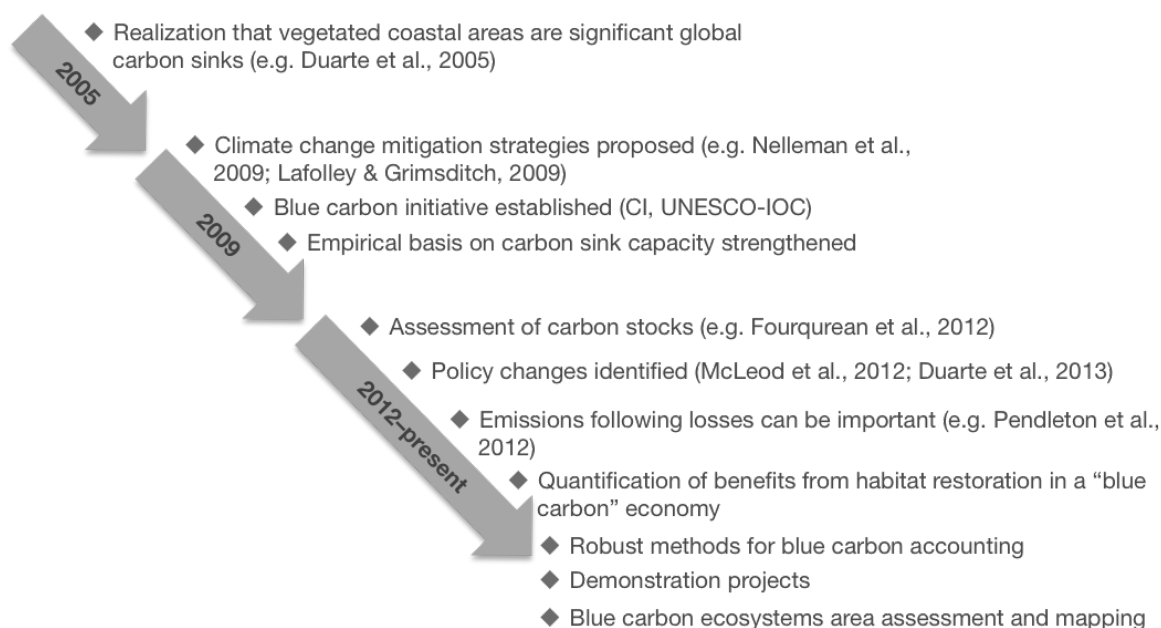 ◆ Realization that vegetated coastal areas are significant global
carbon sinks (e.g. Duarte et al., 2005)
2005
◆ Climate change mitigation strategies proposed (e.g. Nelleman et al.,
2009; Lafolley & Grimsditch, 2009)
◆ Blue carbon initiative established (CI, UNESCO-IOC)
2009
◆ Empirical basis on carbon sink capacity strengthened
◆ Assessment of carbon stocks (e.g. Fourqurean et al., 2012)
◆ Policy changes identified (McLeod et al., 2012; Duarte et al., 2013)
2012–present
◆ Emissions following losses can be important (e.g. Pendleton et al.,
2012)
◆ Quantification of benefits from habitat restoration in a “blue
carbon” economy
◆ Robust methods for blue carbon accounting
◆ Demonstration projects
◆ Blue carbon ecosystems area assessment and mapping